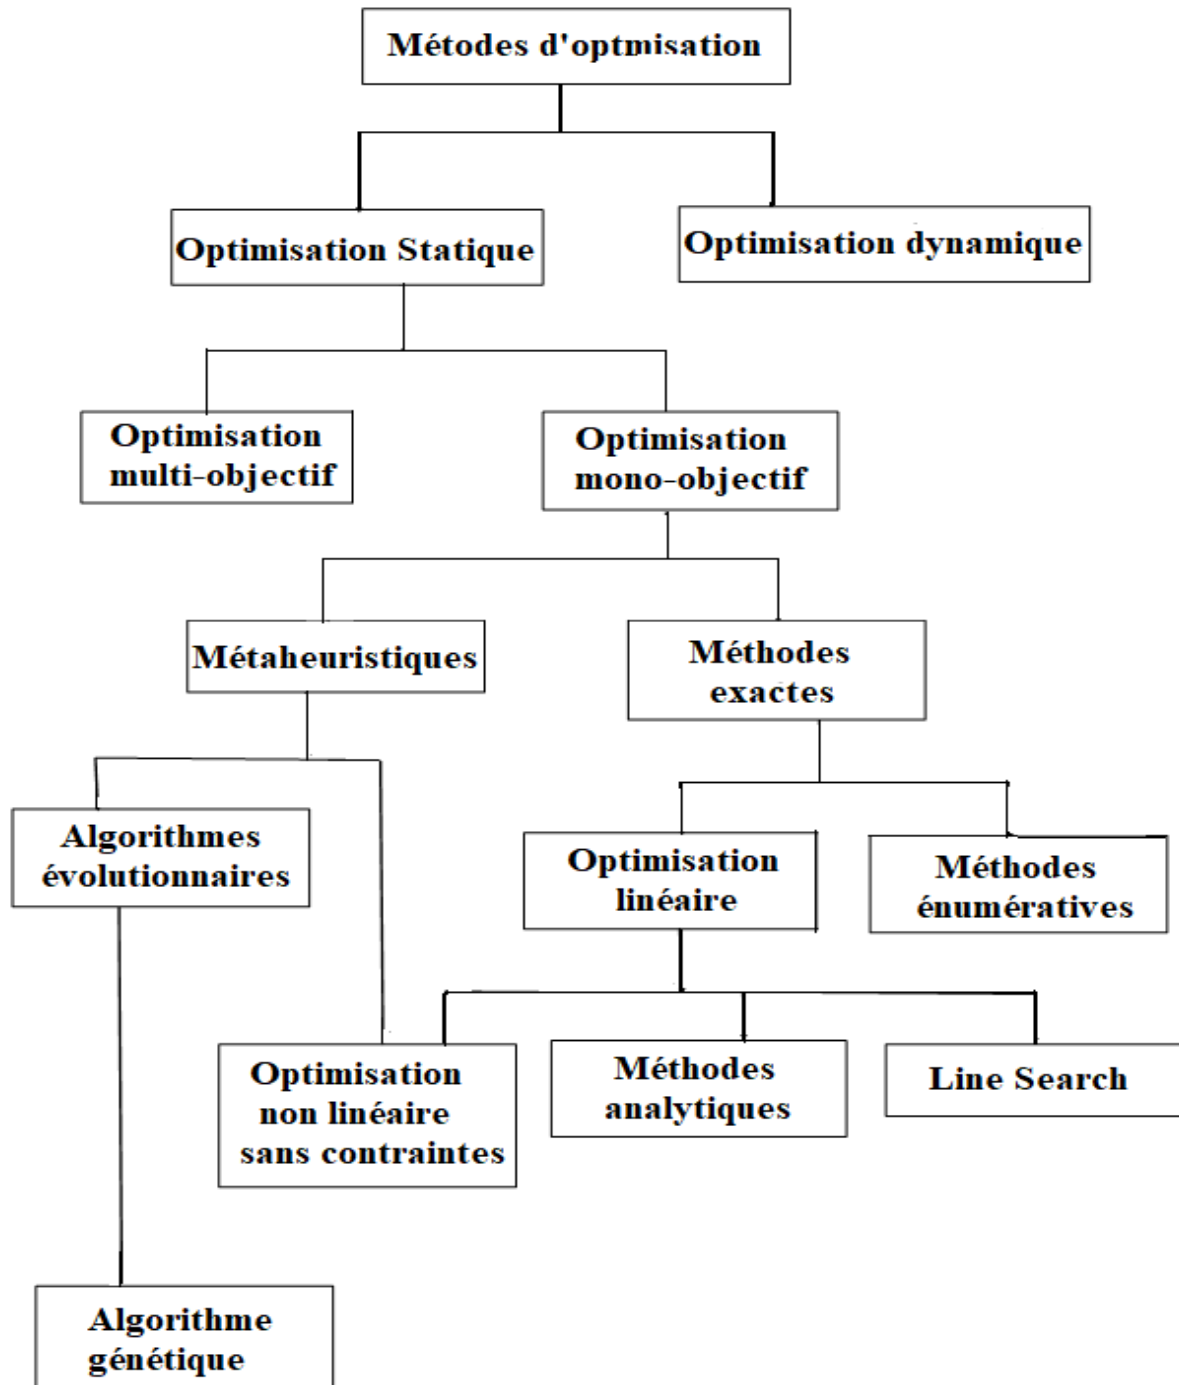 Métodes d'optmisation
Optimisation Statique
Optimisation dynamique
Optimisation
multi-objectif
Optimisation
mono-objectif
Métaheuristiques
Méthodes
exactes
Algorithmes
évolutionnaires
Optimisation
linéaire
Méthodes
énumératives
Optimisation
non linéaire
sans contraintes
Méthodes
analytiques
Line Search
Algorithme
génétique